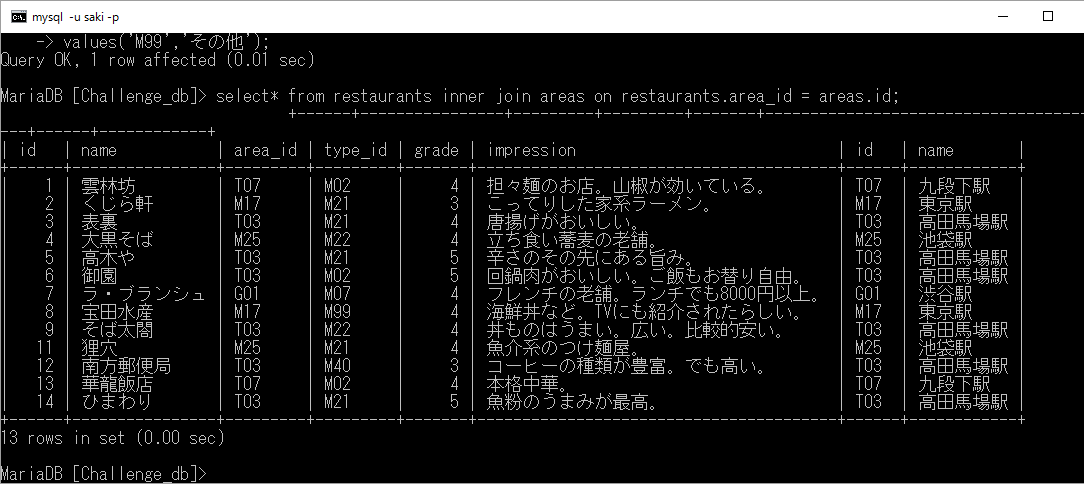 mysql -u saki -p
-> values('M99','その他');
Query OK, 1 row affected (0.01 sec)
MariaDB [Challenge_db]> select* from restaurants inner join areas on restaurants.area_id = areas.id;
+------+----------------+---------+---------+-------+---------------------------------------
---+------+------------+
| id | name | area_id | type_id | grade | impression | id | name |
+------+----------------+---------+---------+-------+------------------------------------------+------+------------+
| 1 | 雲林坊 | T07 | M02 | 4 | 担々麺のお店。山椒が効いている。 | T07 | 九段下駅 |
| 2 | くじら軒 | M17 | M21 | 3 | こってりした家系ラーメン。 | M17 | 東京駅 |
| 3 | 表裏 | T03 | M21 | 4 | 唐揚げがおいしい。 | T03 | 高田馬場駅 |
| 4 | 大黒そば | M25 | M22 | 4 | 立ち食い蕎麦の老舗。 | M25 | 池袋駅 |
| 5 | 高木や | T03 | M21 | 5 | 辛さのその先にある旨み。 | T03 | 高田馬場駅 |
| 6 | 御園 | T03 | M02 | 5 | 回鍋肉がおいしい。ご飯もお替り自由。 | T03 | 高田馬場駅 |
| 7 | ラ・ブランシュ | G01 | M07 | 4 | フレンチの老舗。ランチでも8000円以上。 | G01 | 渋谷駅 |
| 8 | 宝田水産 | M17 | M99 | 4 | 海鮮丼など。TVにも紹介されたらしい。 | M17 | 東京駅 |
| 9 | そば太閤 | T03 | M22 | 4 | 丼ものはうまい。広い。比較的安い。 | T03 | 高田馬場駅 |
| 11 | 狸穴 | M25 | M21 | 4 | 魚介系のつけ麺屋。 | M25 | 池袋駅 |
| 12 | 南方郵便局 | T03 | M40 | 3 | コーヒーの種類が豊富。でも高い。 | T03 | 高田馬場駅 |
| 13 | 華龍飯店 | T07 | M02 | 4 | 本格中華。 | T07 | 九段下駅 |
| 14 | ひまわり | T03 | M21 | 5 | 魚粉のうまみが最高。 | T03 | 高田馬場駅 |
+------+----------------+---------+---------+-------+------------------------------------------+------+------------+
13 rows in set (0.00 sec)
MariaDB [Challenge_db]>